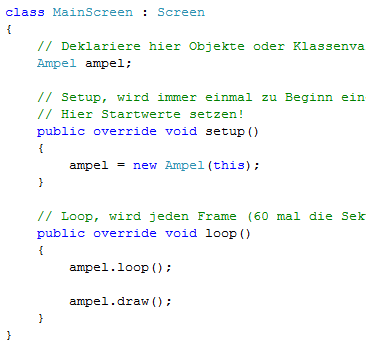 class MainScreen : Screen
{
// Deklariere hier Objekte oder Klassenva
Ampel ampel;
// Setup, wird immer einmal zu Beginn ein
// Hier Startwerte setzen!
public override void setup()
{
ampel = new Ampel(this);
}
// Loop, wird jeden Frame (60 mal die Sek
public override void loop()
{
ampel.loop();
ampel.draw();
}
}